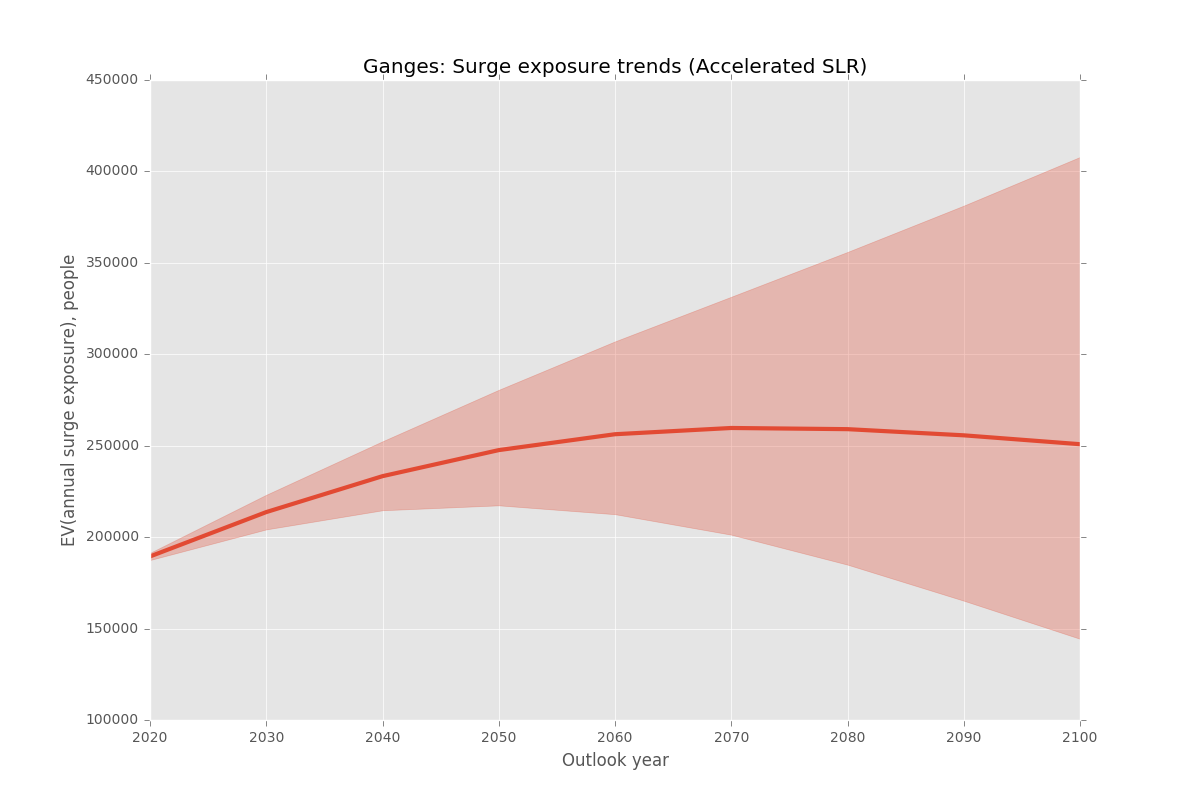 Ganges: Surge exposure trends (Accelerated SLR)
450000
400000
350000
300000
250000
200000
150000
100000
EV(annual surge exposure), people
2020 2030 2040 2050 2060 2070 2080 2090 2100
Outlook year